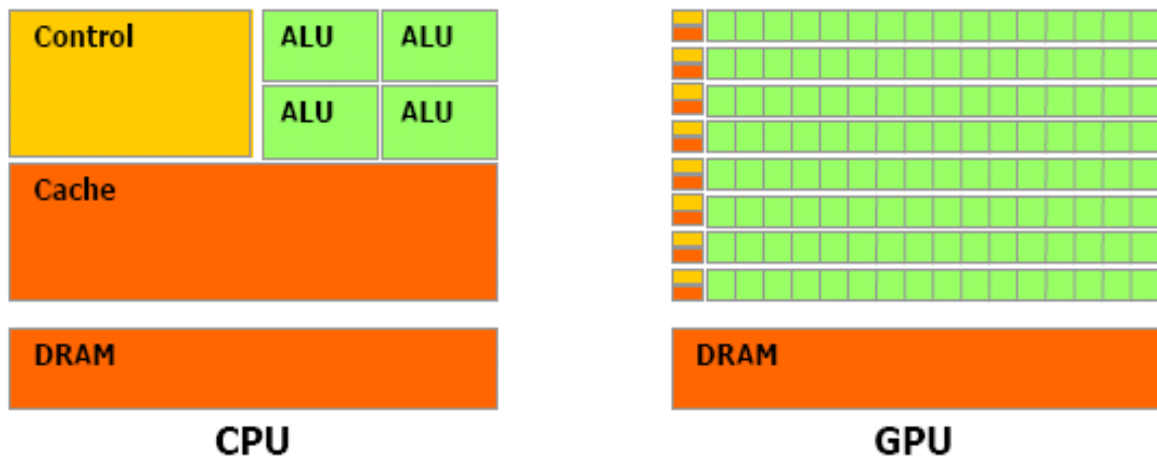 Control
ALU ALU
ALU ALU
Cache
DRAM
CPU
DRAM
GPU